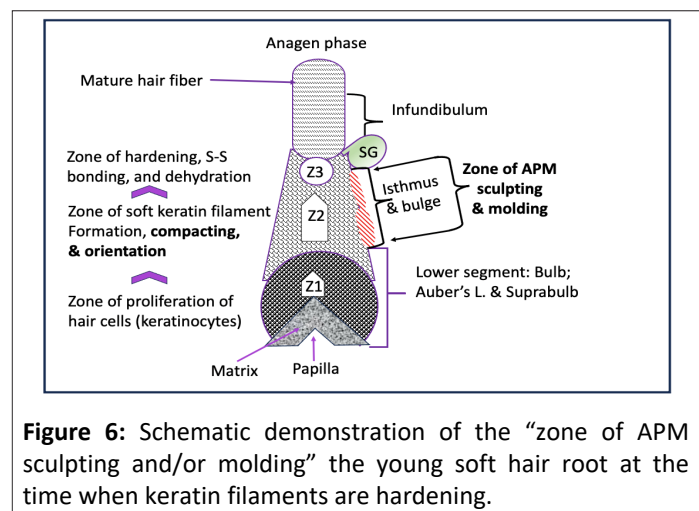 Anagen phase
Mature hair fiber
Infundibulum
SG
Zone of hardening, S-S
bonding, and dehydration
Z3
Isthmus
& bulge
Zone of APM
sculpting
& molding
Zone of soft keratin filament
Formation, compacting,
& orientation
Z2
Lower segment: Bulb;
Auber's L. & Suprabulb
Zone of proliferation of
hair cells (keratinocytes)
Z1
Matrix
Papilla
Figure 6: Schematic demonstration of the “zone of APM
sculpting and/or molding” the young soft hair root at the
time when keratin filaments are hardening.